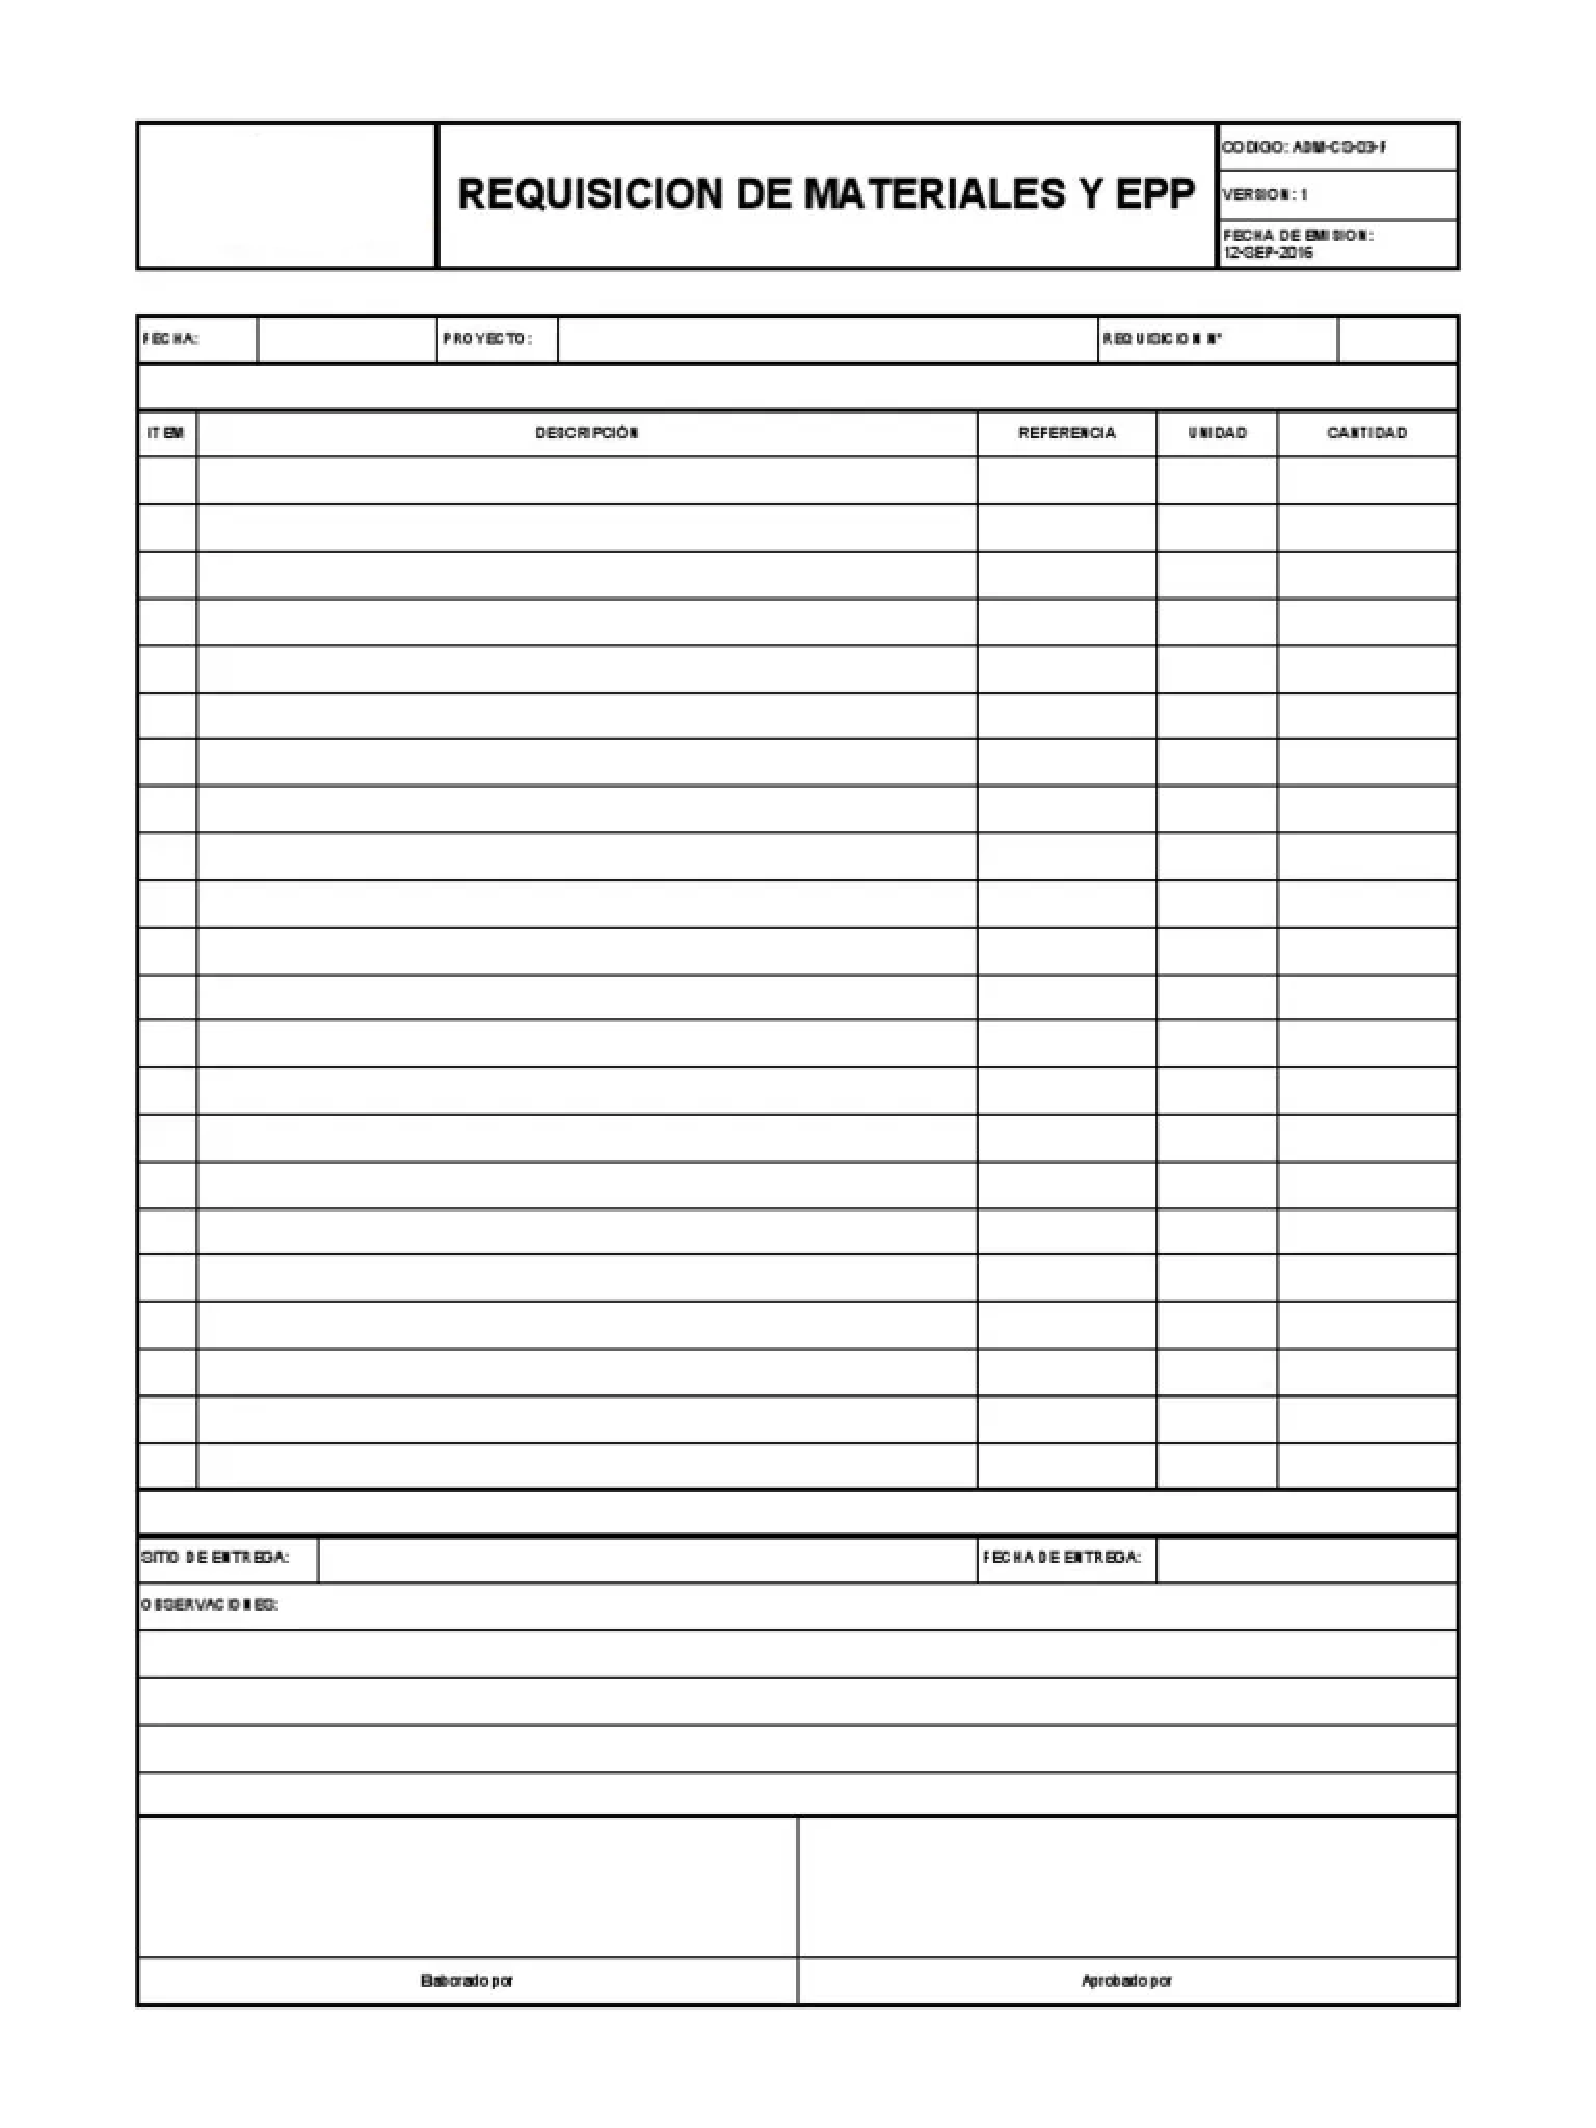 REQUISICION DE MATERIALES Y EPP
CODIGO: ADM-CS-03-F
VERSION: 1
FECHA DE EMISION:
12-SEP-2016
FECHA:
PROYECTO:
REQUISICION N°
ITEM
DESCRIPCIÓN
REFERENCIA
UNIDAD
CANTIDAD
SITIO DE ENTREGA:
FECHA DE ENTREGA:
OBSERVACIONES:
Elaborado por
Aprobado por